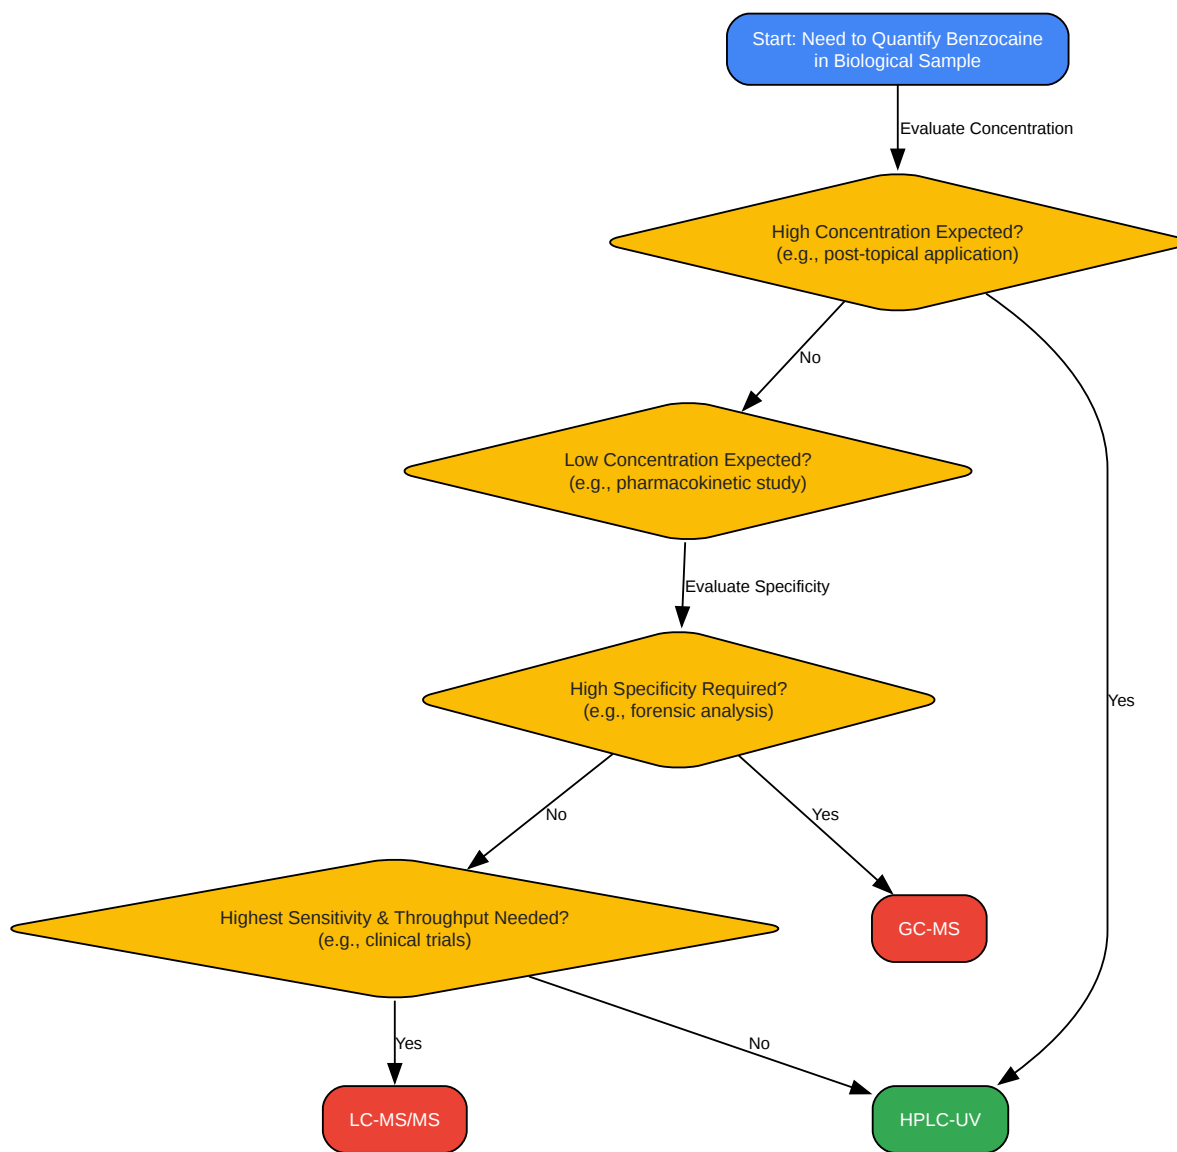 Start: Need to Quantify Benzocaine
in Biological Sample
Evaluate Concentration
High Concentration Expected?
(e.g., post-topical application)
No
Low Concentration Expected?
(e.g., pharmacokinetic study)
Evaluate Specificity
High Specificity Required?
(e.g., forensic analysis)
Yes
No
Yes
Highest Sensitivity & Throughput Needed?
(e.g., clinical trials)
GC-MS
Yes
No
LC-MS/MS
HPLC-UV